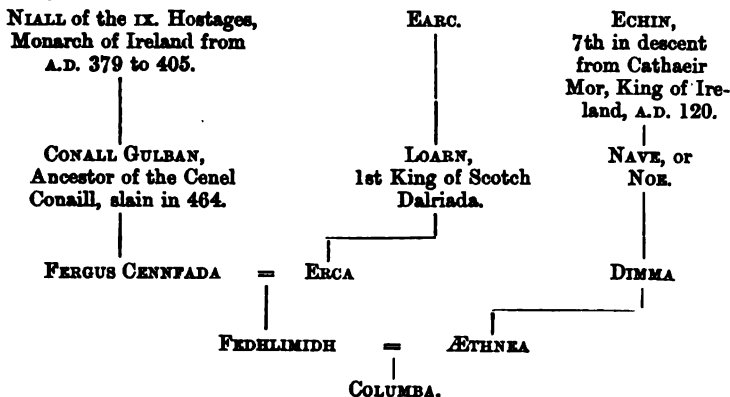 NIALL of the IX. Hostages,
Monarch of Ireland from
A.D. 379 to 405.
EARC.
ECHIN,
7th in descent
from Cathaeir
Mor, King of Ire-
land, A.D. 120.
CONALL GULBAN,
Ancestor of the Cenel
Conaill, slain in 464.
LOARN,
1st King of Scotch
Dalriada.
NAVE, or
NOE.
FERGUS CENNFADA = ERCA
DIMMA
FEDHLIMIDH = ÆTHNEA
COLUMBA.